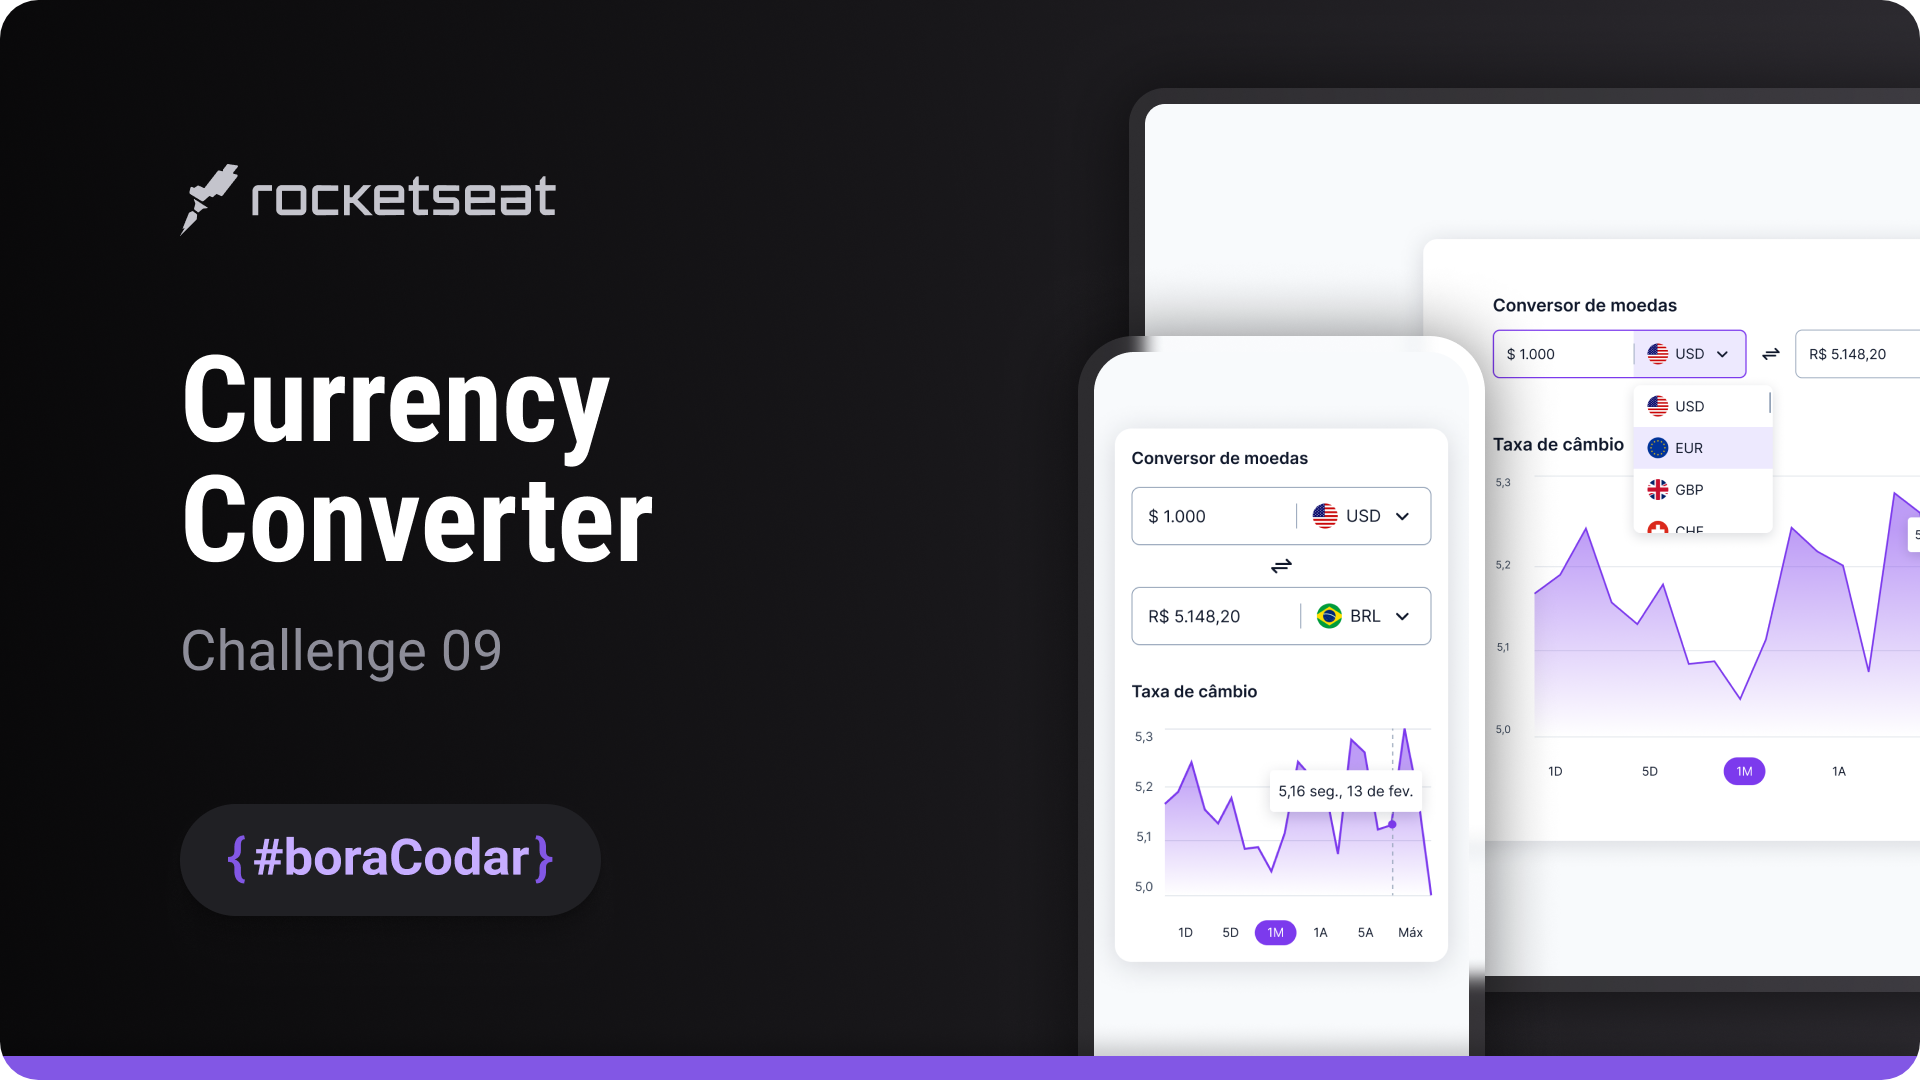 rocketseat
Currency
Converter
Challenge 09
{#boraCodar}
Conversor de moedas
$ 1.000
USD
R$ 5.148,20
BRL
Taxa de câmbio
5,3
5,2
5,1
5,0
5,16 seg., 13 de fev.
1D
5D
1M
1A
5A
Máx
Conversor de moedas
$ 1.000
USD
R$ 5.148,20
USD
EUR
GBP
CHF
Taxa de câmbio
5,3
5,2
5,1
5,0
1D
5D
1M
1A